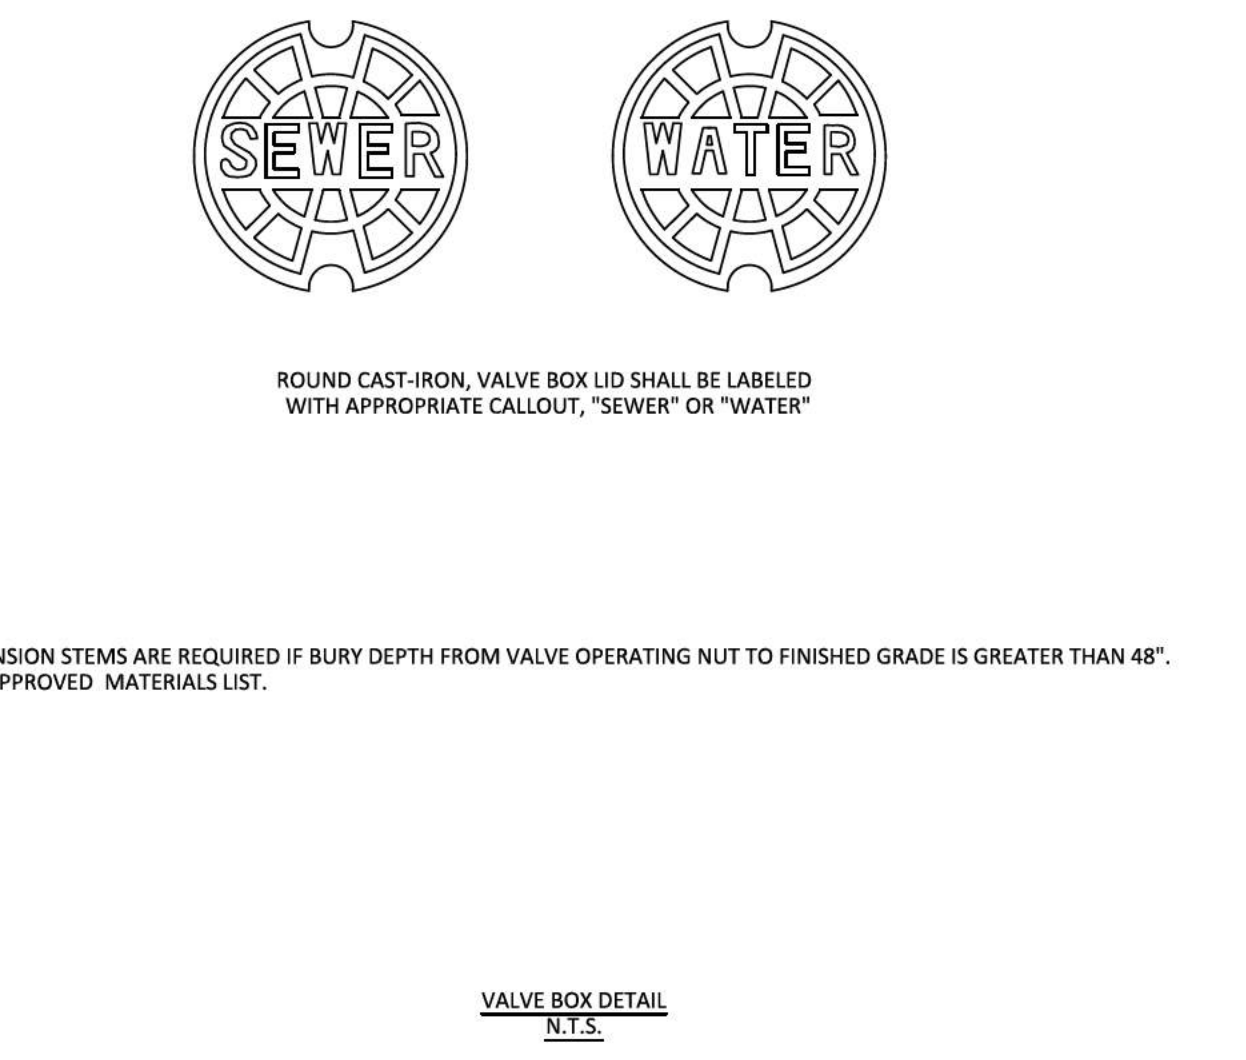 SEWER WATER
ROUND CAST-IRON, VALVE BOX LID SHALL BE LABELED
WITH APPROPRIATE CALLOUT, "SEWER" OR "WATER"
STEMS ARE REQUIRED IF BURY DEPTH FROM VALVE OPERATING NUT TO FINISHED GRADE IS GREATER THAN 48".
MATERIALS LIST.
VALVE BOX DETAIL
N.T.S.